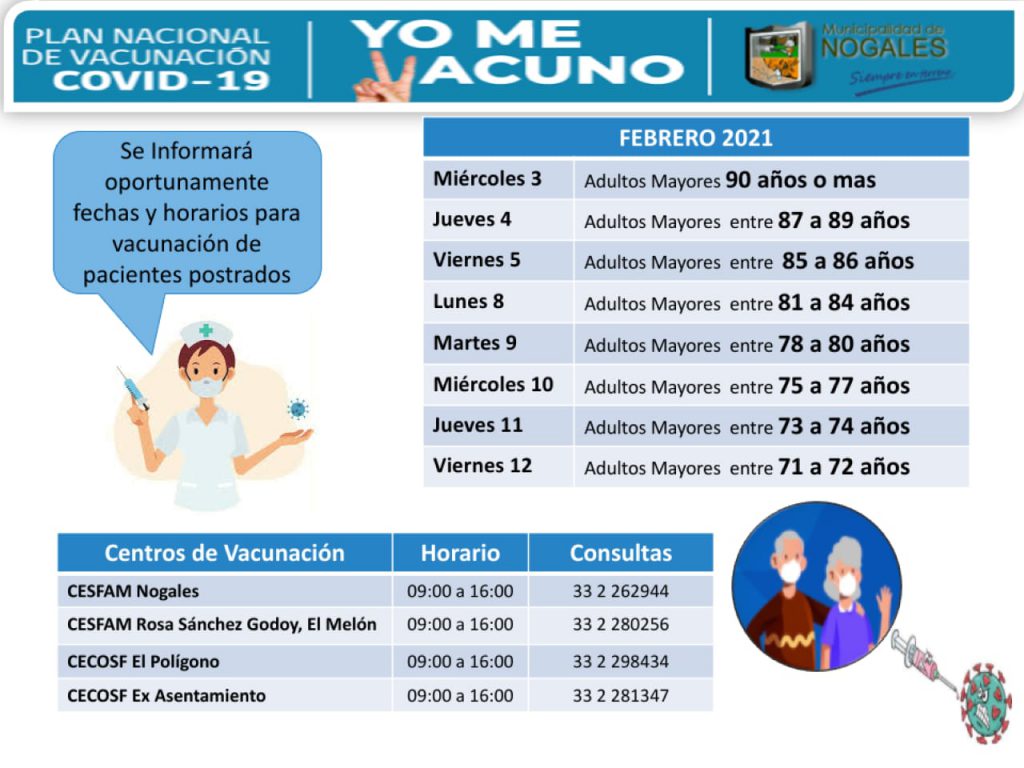 PLAN NACIONAL
DE VACUNACIÓN
COVID-19
YO ME
VACUNO
Municipalidad de
NOGALES
Siempre en terreno
Se Informará
oportunamente
fechas y horarios para
vacunación de
pacientes postrados
FEBRERO 2021
Miércoles 3 Adultos Mayores 90 años o mas
Jueves 4 Adultos Mayores entre 87 a 89 años
Viernes 5 Adultos Mayores entre 85 a 86 años
Lunes 8 Adultos Mayores entre 81 a 84 años
Martes 9 Adultos Mayores entre 78 a 80 años
Miércoles 10 Adultos Mayores entre 75 a 77 años
Jueves 11 Adultos Mayores entre 73 a 74 años
Viernes 12 Adultos Mayores entre 71 a 72 años
Centros de Vacunación Horario Consultas
CESFAM Nogales 09:00 a 16:00 33 2 262944
CESFAM Rosa Sánchez Godoy, El Melón 09:00 a 16:00 33 2 280256
CECOSF El Polígono 09:00 a 16:00 33 2 298434
CECOSF Ex Asentamiento 09:00 a 16:00 33 2 281347